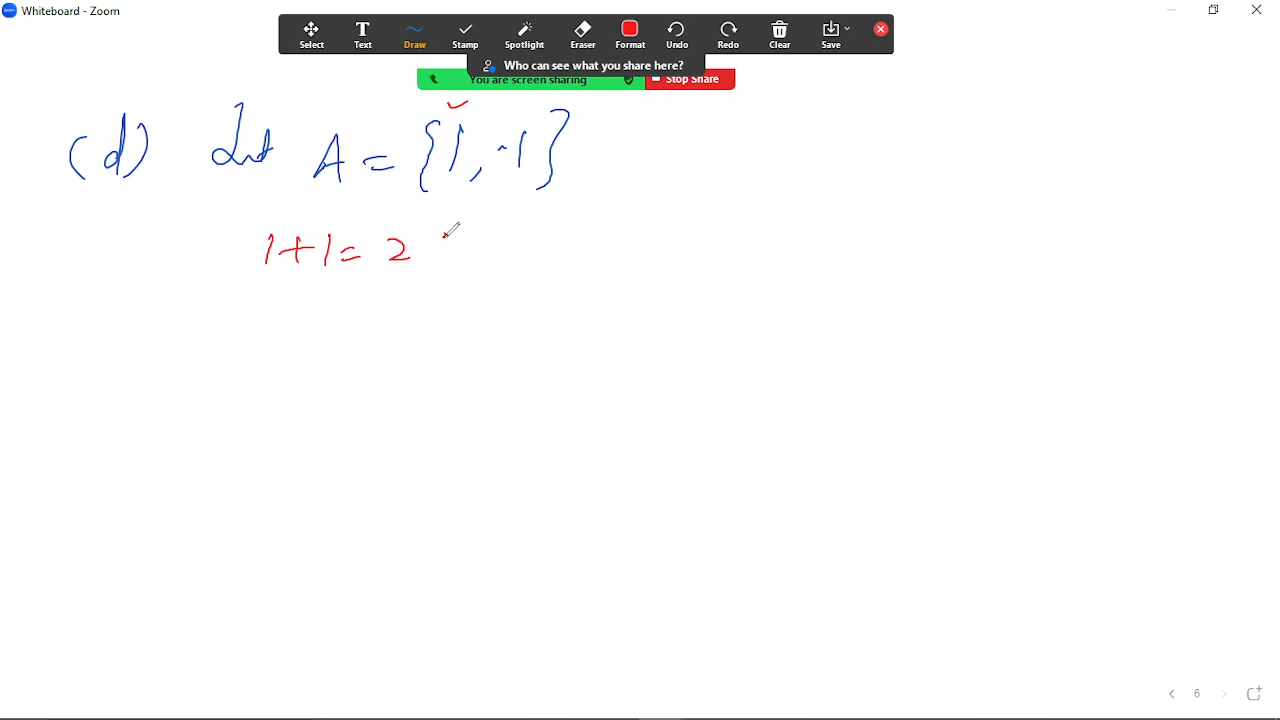 Whiteboard - Zoom
Select Text Draw Stamp Spotlight Eraser Format Undo Redo Clear Save
Who can see what you share here?
You are screen sharing Stop Share
(d) Let A = {1, -1}
1+1= 2
6